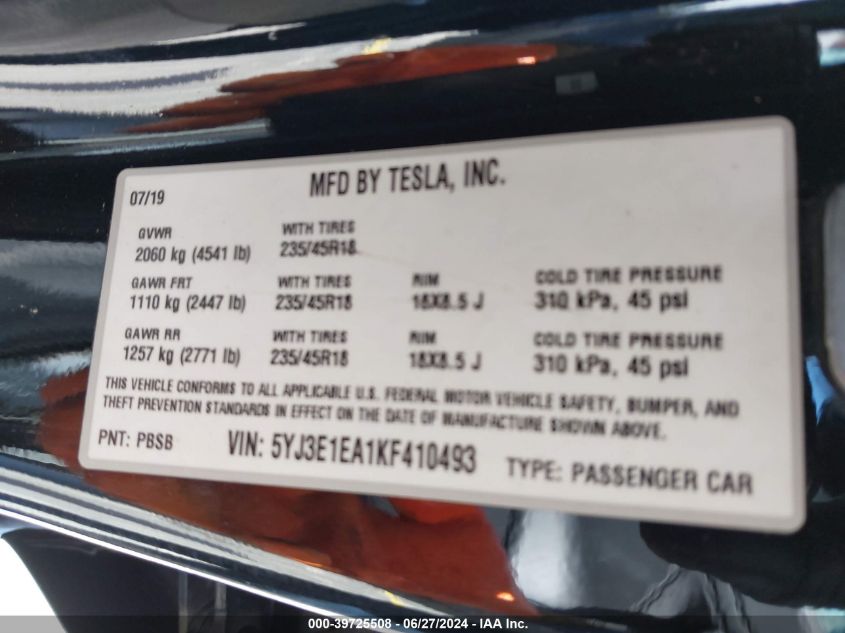 07/19 MFD BY TESLA, INC.
GVWR WITH TIRES
2060 kg (4541 lb) 235/45R18
GAWR FRT WITH TIRES RIM COLD TIRE PRESSURE
1110 kg (2447 lb) 235/45R18 18X8.5 J 310 kPa, 45 psi
GAWR RR WITH TIRES RIM COLD TIRE PRESSURE
1257 kg (2771 lb) 235/45R18 18X8.5 J 310 kPa, 45 psi
THIS VEHICLE CONFORMS TO ALL APPLICABLE U.S. FEDERAL MOTOR VEHICLE SAFETY, BUMPER, AND
THEFT PREVENTION STANDARDS IN EFFECT ON THE DATE OF MANUFACTURE SHOWN ABOVE.
PNT: PBSB VIN: 5YJ3E1EA1KF410493 TYPE: PASSENGER CAR
000-39725508 - 06/27/2024 - IAA Inc.